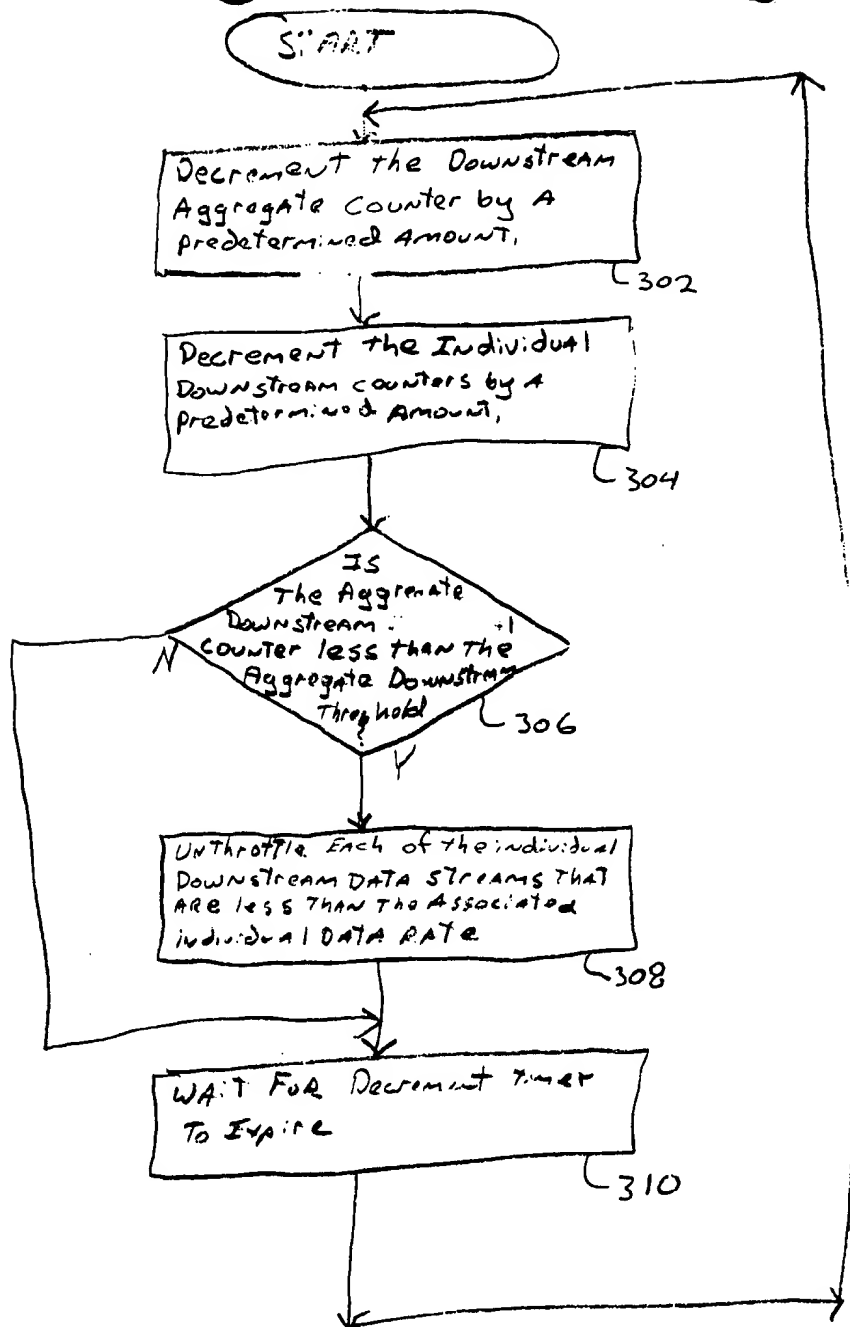 START
Decrement the Downstream
Aggregate counter by A
predetermined Amount.
302
Decrement the Individual
Downstream counters by A
predetermined Amount.
304
Is
The Aggregate
Downstream
counter less than the
Aggregate Downstream
Threshold
?
N
306
Y
Unthrottle Each of the individual
Downstream DATA streams THAT
ARe less THAN The Associated
individual DATA RATe
308
WAiT FoR Decrement Timer
To Expire
310